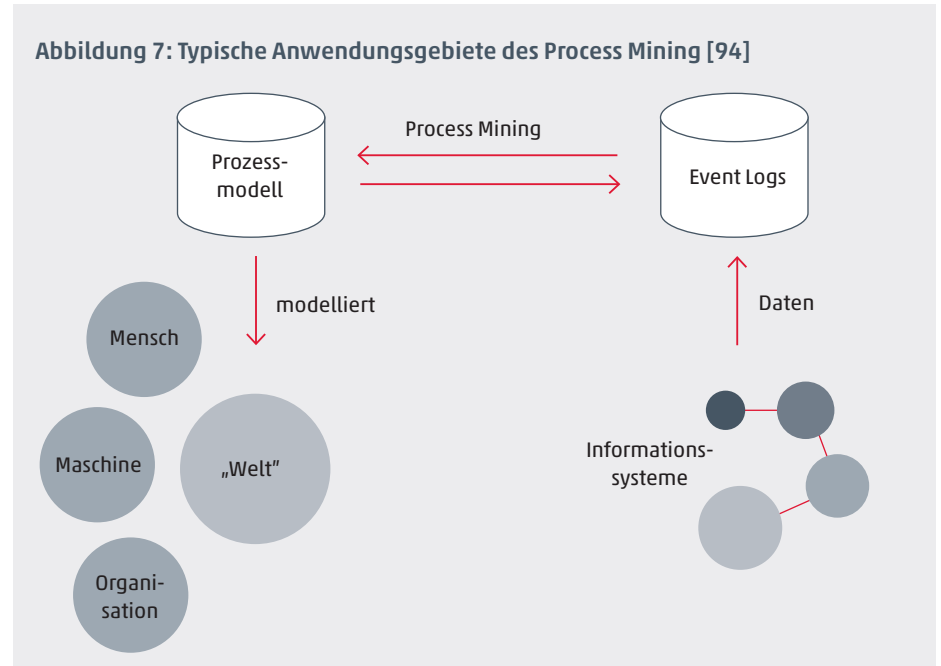 Abbildung 7: Typische Anwendungsgebiete des Process Mining [94]
Process Mining
Prozess-
modell
Event Logs
modelliert
Daten
Mensch
Maschine
„Welt"
Organi-
sation
Informations-
systeme